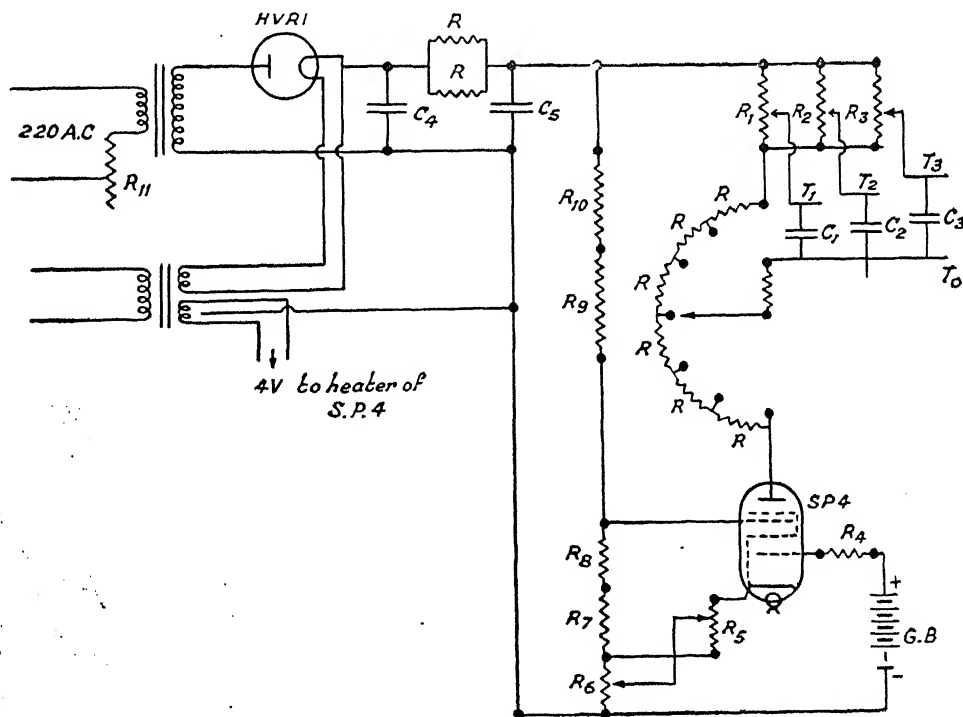 HVR1
R
R
C4
C5
220 A.C
R11
R1
R2
R3
T1
T2
T3
C1
C2
C3
T0
R10
R9
R
R
R
R
R
R
4V to heater of
S.P.4
SP4
R4
R8
R7
R5
R6
+
G.B
-